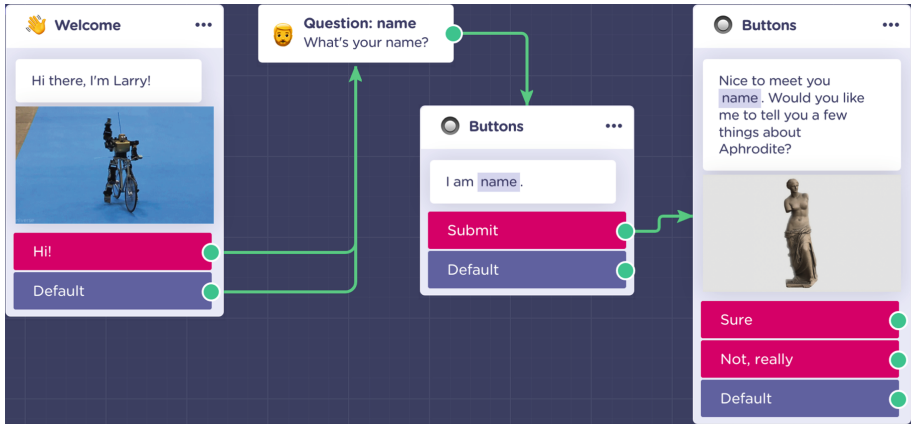 Welcome
Hi there, I'm Larry!
Hi!
Default
Question: name
What's your name?
Buttons
I am name.
Submit
Default
Buttons
Nice to meet you
name. Would you like
me to tell you a few
things about
Aphrodite?
Sure
Not, really
Default